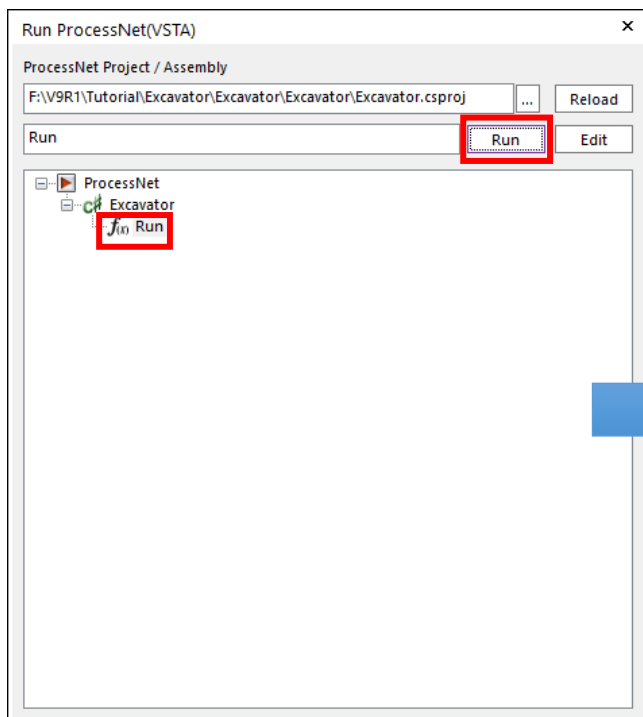 Run ProcessNet(VSTA)
ProcessNet Project / Assembly
F:\V9R1\Tutorial\Excavator\Excavator\Excavator\Excavator.csproj ... Reload
Run Run Edit
ProcessNet
C# Excavator
f(x) Run